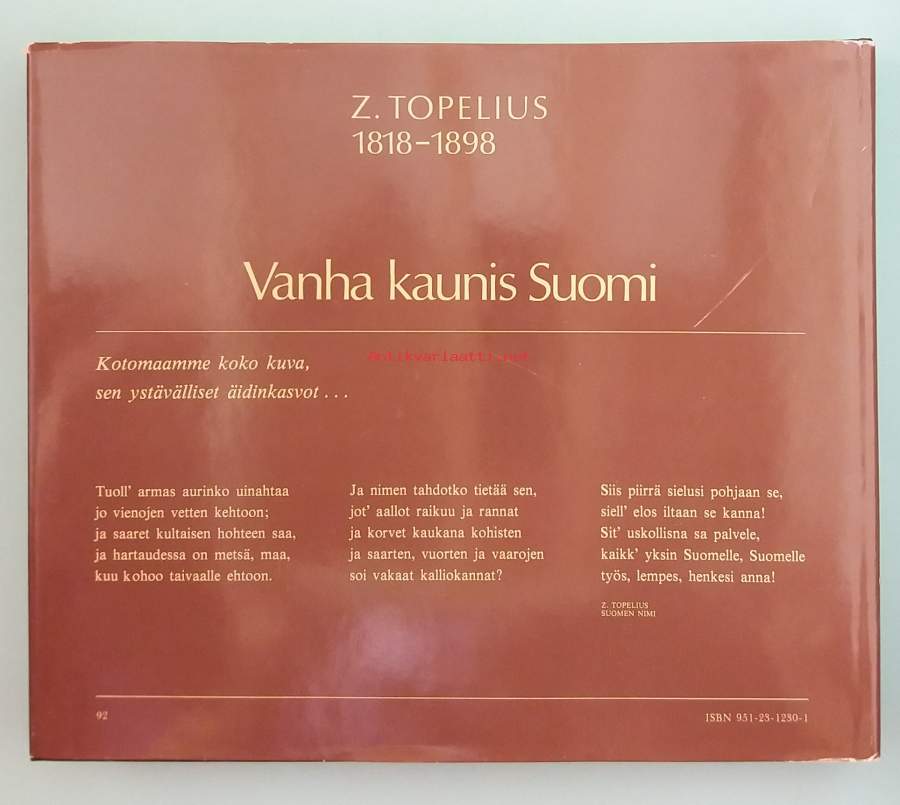 Z. TOPELIUS
1818–1898
Vanha kaunis Suomi
Antikvariaatti.net
Kotomaamme koko kuva,
sen ystävälliset äidinkasvot . . .
Tuoll' armas aurinko uinahtaa
jo vienojen vetten kehtoon;
ja saaret kultaisen hohteen saa,
ja hartaudessa on metsä, maa,
kuu kohoo taivaalle ehtoon.
Ja nimen tahdotko tietää sen,
jot' aallot raikuu ja rannat
ja korvet kaukana kohisten
ja saarten, vuorten ja vaarojen
soi vakaat kalliokannat?
Siis piirrä sielusi pohjaan se,
siell' elos iltaan se kanna!
Sit' uskollisna sa palvele,
kaikk' yksin Suomelle, Suomelle
työs, lempes, henkesi anna!
Z. TOPELIUS
SUOMEN NIMI
92
ISBN 951-23-1230-1